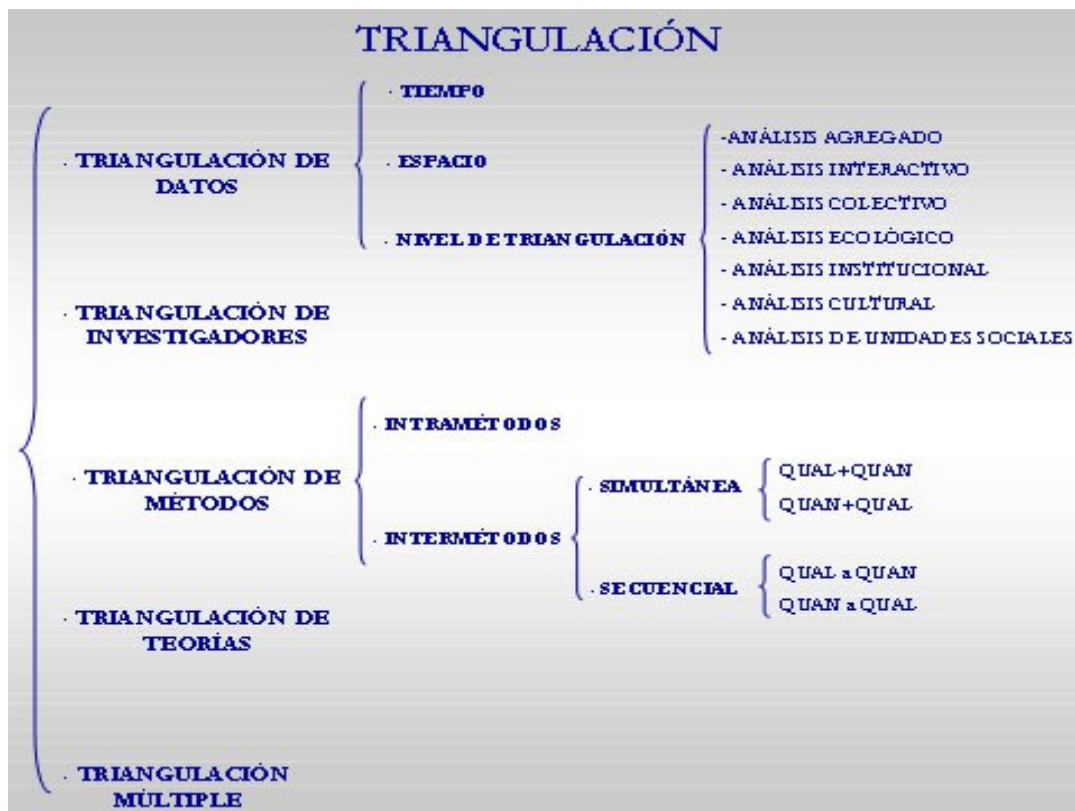 TRIANGULACIÓN
· TRIANGULACIÓN DE
DATOS
· TIEMPO
· ESPACIO
· NIVEL DE TRIANGULACIÓN
-ANÁLISIS AGREGADO
- ANÁLISIS INTERACTIVO
- ANÁLISIS COLECTIVO
- ANÁLISIS ECOLÓGICO
- ANÁLISIS INSTITUCIONAL
- ANÁLISIS CULTURAL
- ANÁLISIS DE UNIDADES SOCIALES
· TRIANGULACIÓN DE
INVESTIGADORES
· TRIANGULACIÓN DE
MÉTODOS
· INTRAMÉTODOS
· INTERMÉTODOS
· SIMULTÁNEA
QUAL+QUAN
QUAN+QUAL
· SECUENCIAL
QUAL a QUAN
QUAN a QUAL
· TRIANGULACIÓN DE
TEORÍAS
· TRIANGULACIÓN
MÚLTIPLE